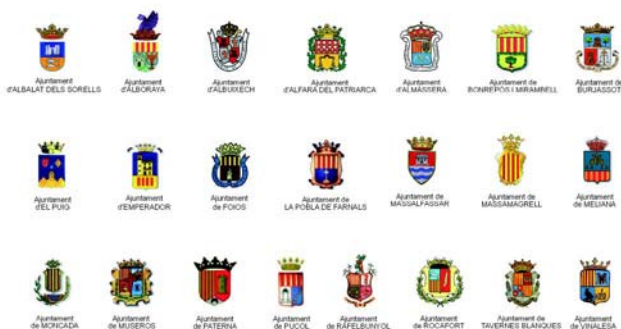 Ajuntament
d'ALBALAT DELS SORELLS
Ajuntament
d'ALBORAYA
Ajuntament
d'ALBUIXECH
Ajuntament
d'ALFARA DEL PATRIARCA
Ajuntament
d'ALMÀSSERA
Ajuntament de
BONREPÒS I MIRAMBELL
Ajuntament de
BURJASSOT
Ajuntament
d'EL PUIG
Ajuntament
d'EMPERADOR
Ajuntament
de FOIOS
Ajuntament de
LA POBLA DE FARNALS
Ajuntament de
MASSALFASSAR
Ajuntament de
MASSAMAGRELL
Ajuntament
de MELIANA
Ajuntament
de MONCADA
Ajuntament
de MUSEROS
Ajuntament
de PATERNA
Ajuntament
de PUÇOL
Ajuntament
de RAFELBUNYOL
Ajuntament
de ROCAFORT
Ajuntament de
TAVERNES BLANQUES
Ajuntament
de VINALESA